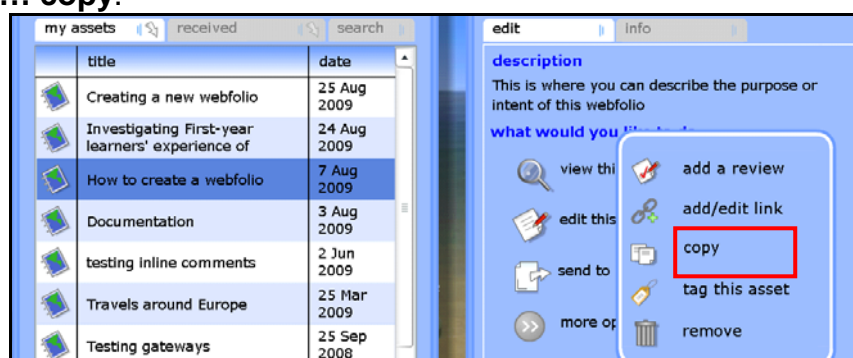 ... copy.
my assets received search
title date
Creating a new webfolio 25 Aug 2009
Investigating First-year learners' experience of 24 Aug 2009
How to create a webfolio 7 Aug 2009
Documentation 3 Aug 2009
testing inline comments 2 Jun 2009
Travels around Europe 25 Mar 2009
Testing gateways 25 Sep 2008
edit Info
description
This is where you can describe the purpose or
intent of this webfolio
what would you
view thi
edit this
send to
more op
add a review
add/edit link
copy
tag this asset
remove